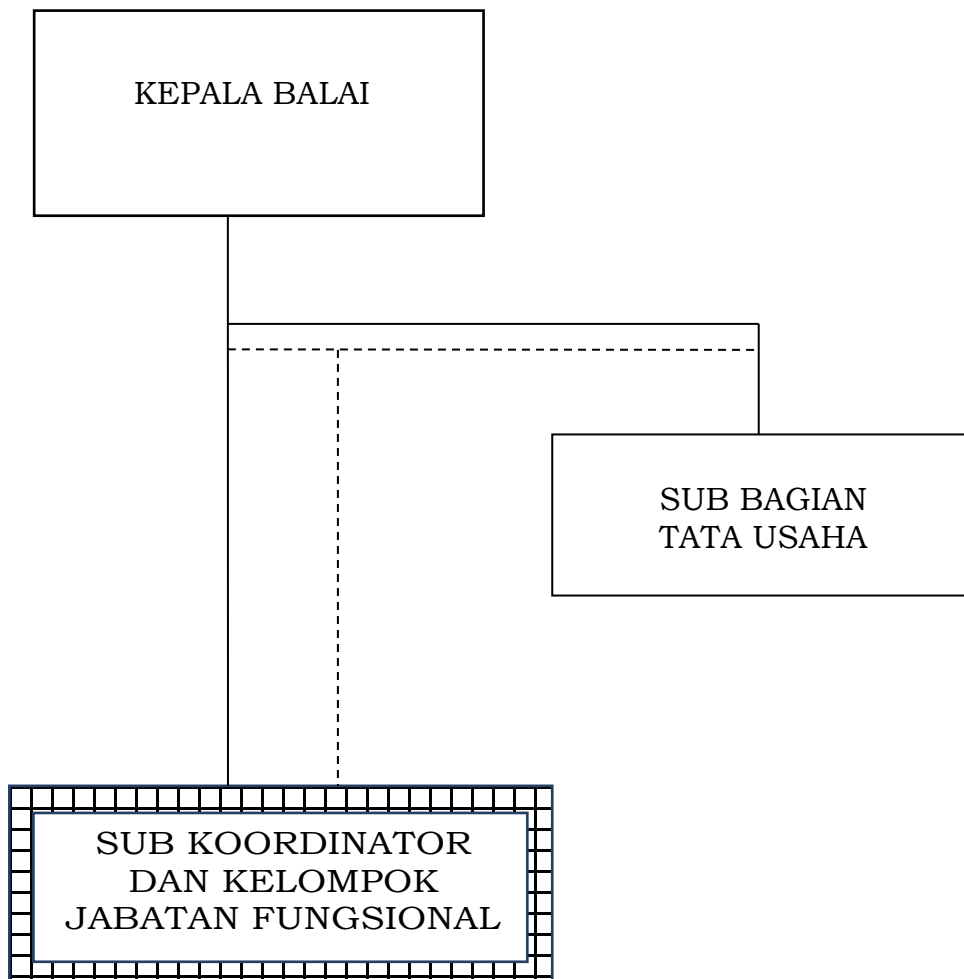 KEPALA BALAI
SUB BAGIAN
TATA USAHA
SUB KOORDINATOR
DAN KELOMPOK
JABATAN FUNGSIONAL